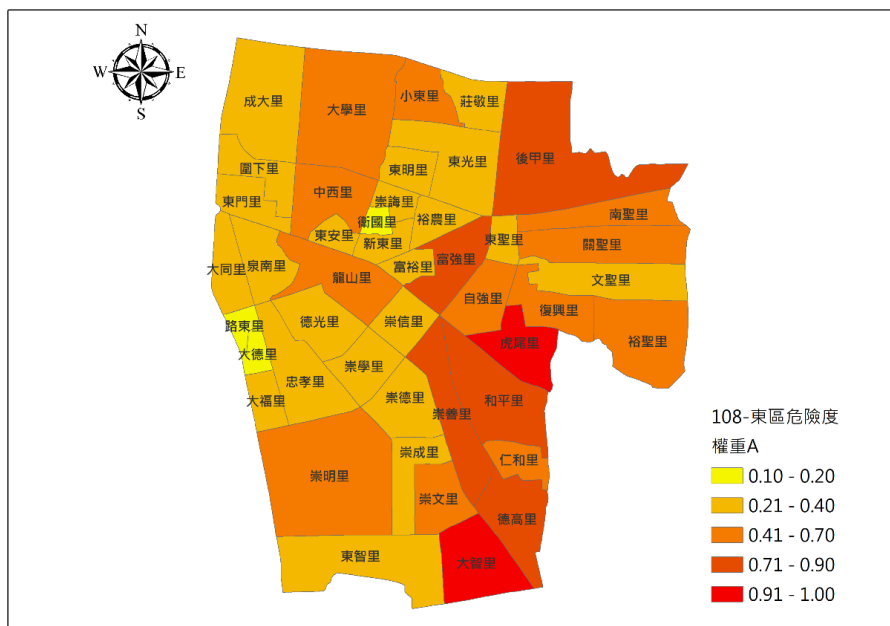 N
W
E
S
成大里
大學里
小東里
莊敬里
後甲里
圍下里
東明里
東光里
東門里
中西里
崇誨里
衛國里
裕農里
南聖里
東安里
新東里
東聖里
關聖里
大同里
泉南里
龍山里
富裕里
富強里
文聖里
自強里
復興里
路東里
德光里
崇信里
虎尾里
裕聖里
大德里
忠孝里
崇學里
大福里
崇德里
崇善里
和平里
崇成里
仁和里
崇明里
崇文里
德高里
東智里
大智里
108-東區危險度
權重A
0.10 - 0.20
0.21 - 0.40
0.41 - 0.70
0.71 - 0.90
0.91 - 1.00